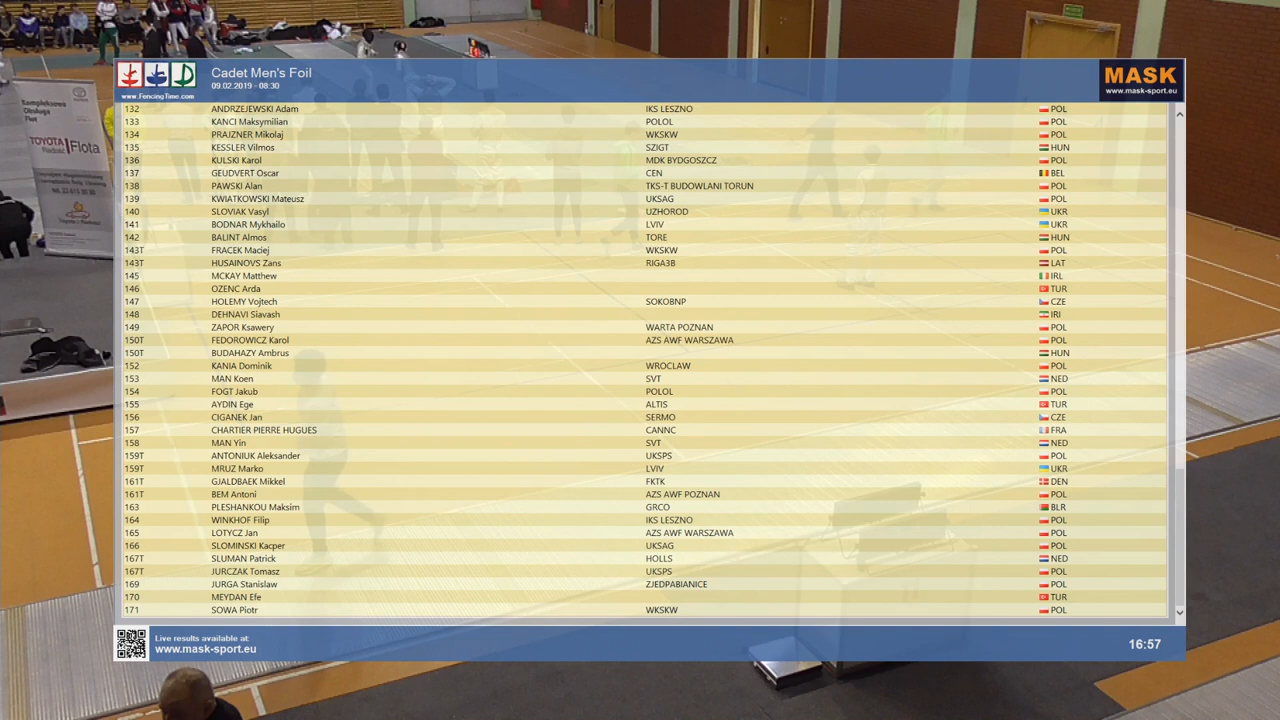 Kompleksowa
Obsługa
Flot
TOYOTA
TOYOTA Flota
Radość
Cadet Men's Foil
09.02.2019 - 08:30
www.FencingTime.com
MASK
www.mask-sport.eu
132 ANDRZEJEWSKI Adam IKS LESZNO POL
133 KANCI Maksymilian POLOL POL
134 PRAJZNER Mikolaj WKSKW POL
135 KESSLER Vilmos SZIGT HUN
136 KULSKI Karol MDK BYDGOSZCZ POL
137 GEUDVERT Oscar CEN BEL
138 PAWSKI Alan TKS-T BUDOWLANI TORUN POL
139 KWIATKOWSKI Mateusz UKSAG POL
140 SLOVIAK Vasyl UZHOROD UKR
141 BODNAR Mykhailo LVIV UKR
142 BALINT Almos TORE HUN
143T FRACEK Maciej WKSKW POL
143T HUSAINOVS Zans RIGA3B LAT
145 MCKAY Matthew IRL
146 OZENC Arda TUR
147 HOLEMY Vojtech SOKOBNP CZE
148 DEHNAVI Siavash IRI
149 ZAPOR Ksawery WARTA POZNAN POL
150T FEDOROWICZ Karol AZS AWF WARSZAWA POL
150T BUDAHAZY Ambrus HUN
152 KANIA Dominik WROCLAW POL
153 MAN Koen SVT NED
154 FOGT Jakub POLOL POL
155 AYDIN Ege ALTIS TUR
156 CIGANEK Jan SERMO CZE
157 CHARTIER PIERRE HUGUES CANNC FRA
158 MAN Yin SVT NED
159T ANTONIUK Aleksander UKSPS POL
159T MRUZ Marko LVIV UKR
161T GJALDBAEK Mikkel FKTK DEN
161T BEM Antoni AZS AWF POZNAN POL
163 PLESHANKOU Maksim GRCO BLR
164 WINKHOF Filip IKS LESZNO POL
165 LOTYCZ Jan AZS AWF WARSZAWA POL
166 SLOMINSKI Kacper UKSAG POL
167T SLUMAN Patrick HOLLS NED
167T JURCZAK Tomasz UKSPS POL
169 JURGA Stanislaw ZJEDPABIANICE POL
170 MEYDAN Efe TUR
171 SOWA Piotr WKSKW POL
Live results available at:
www.mask-sport.eu
16:57